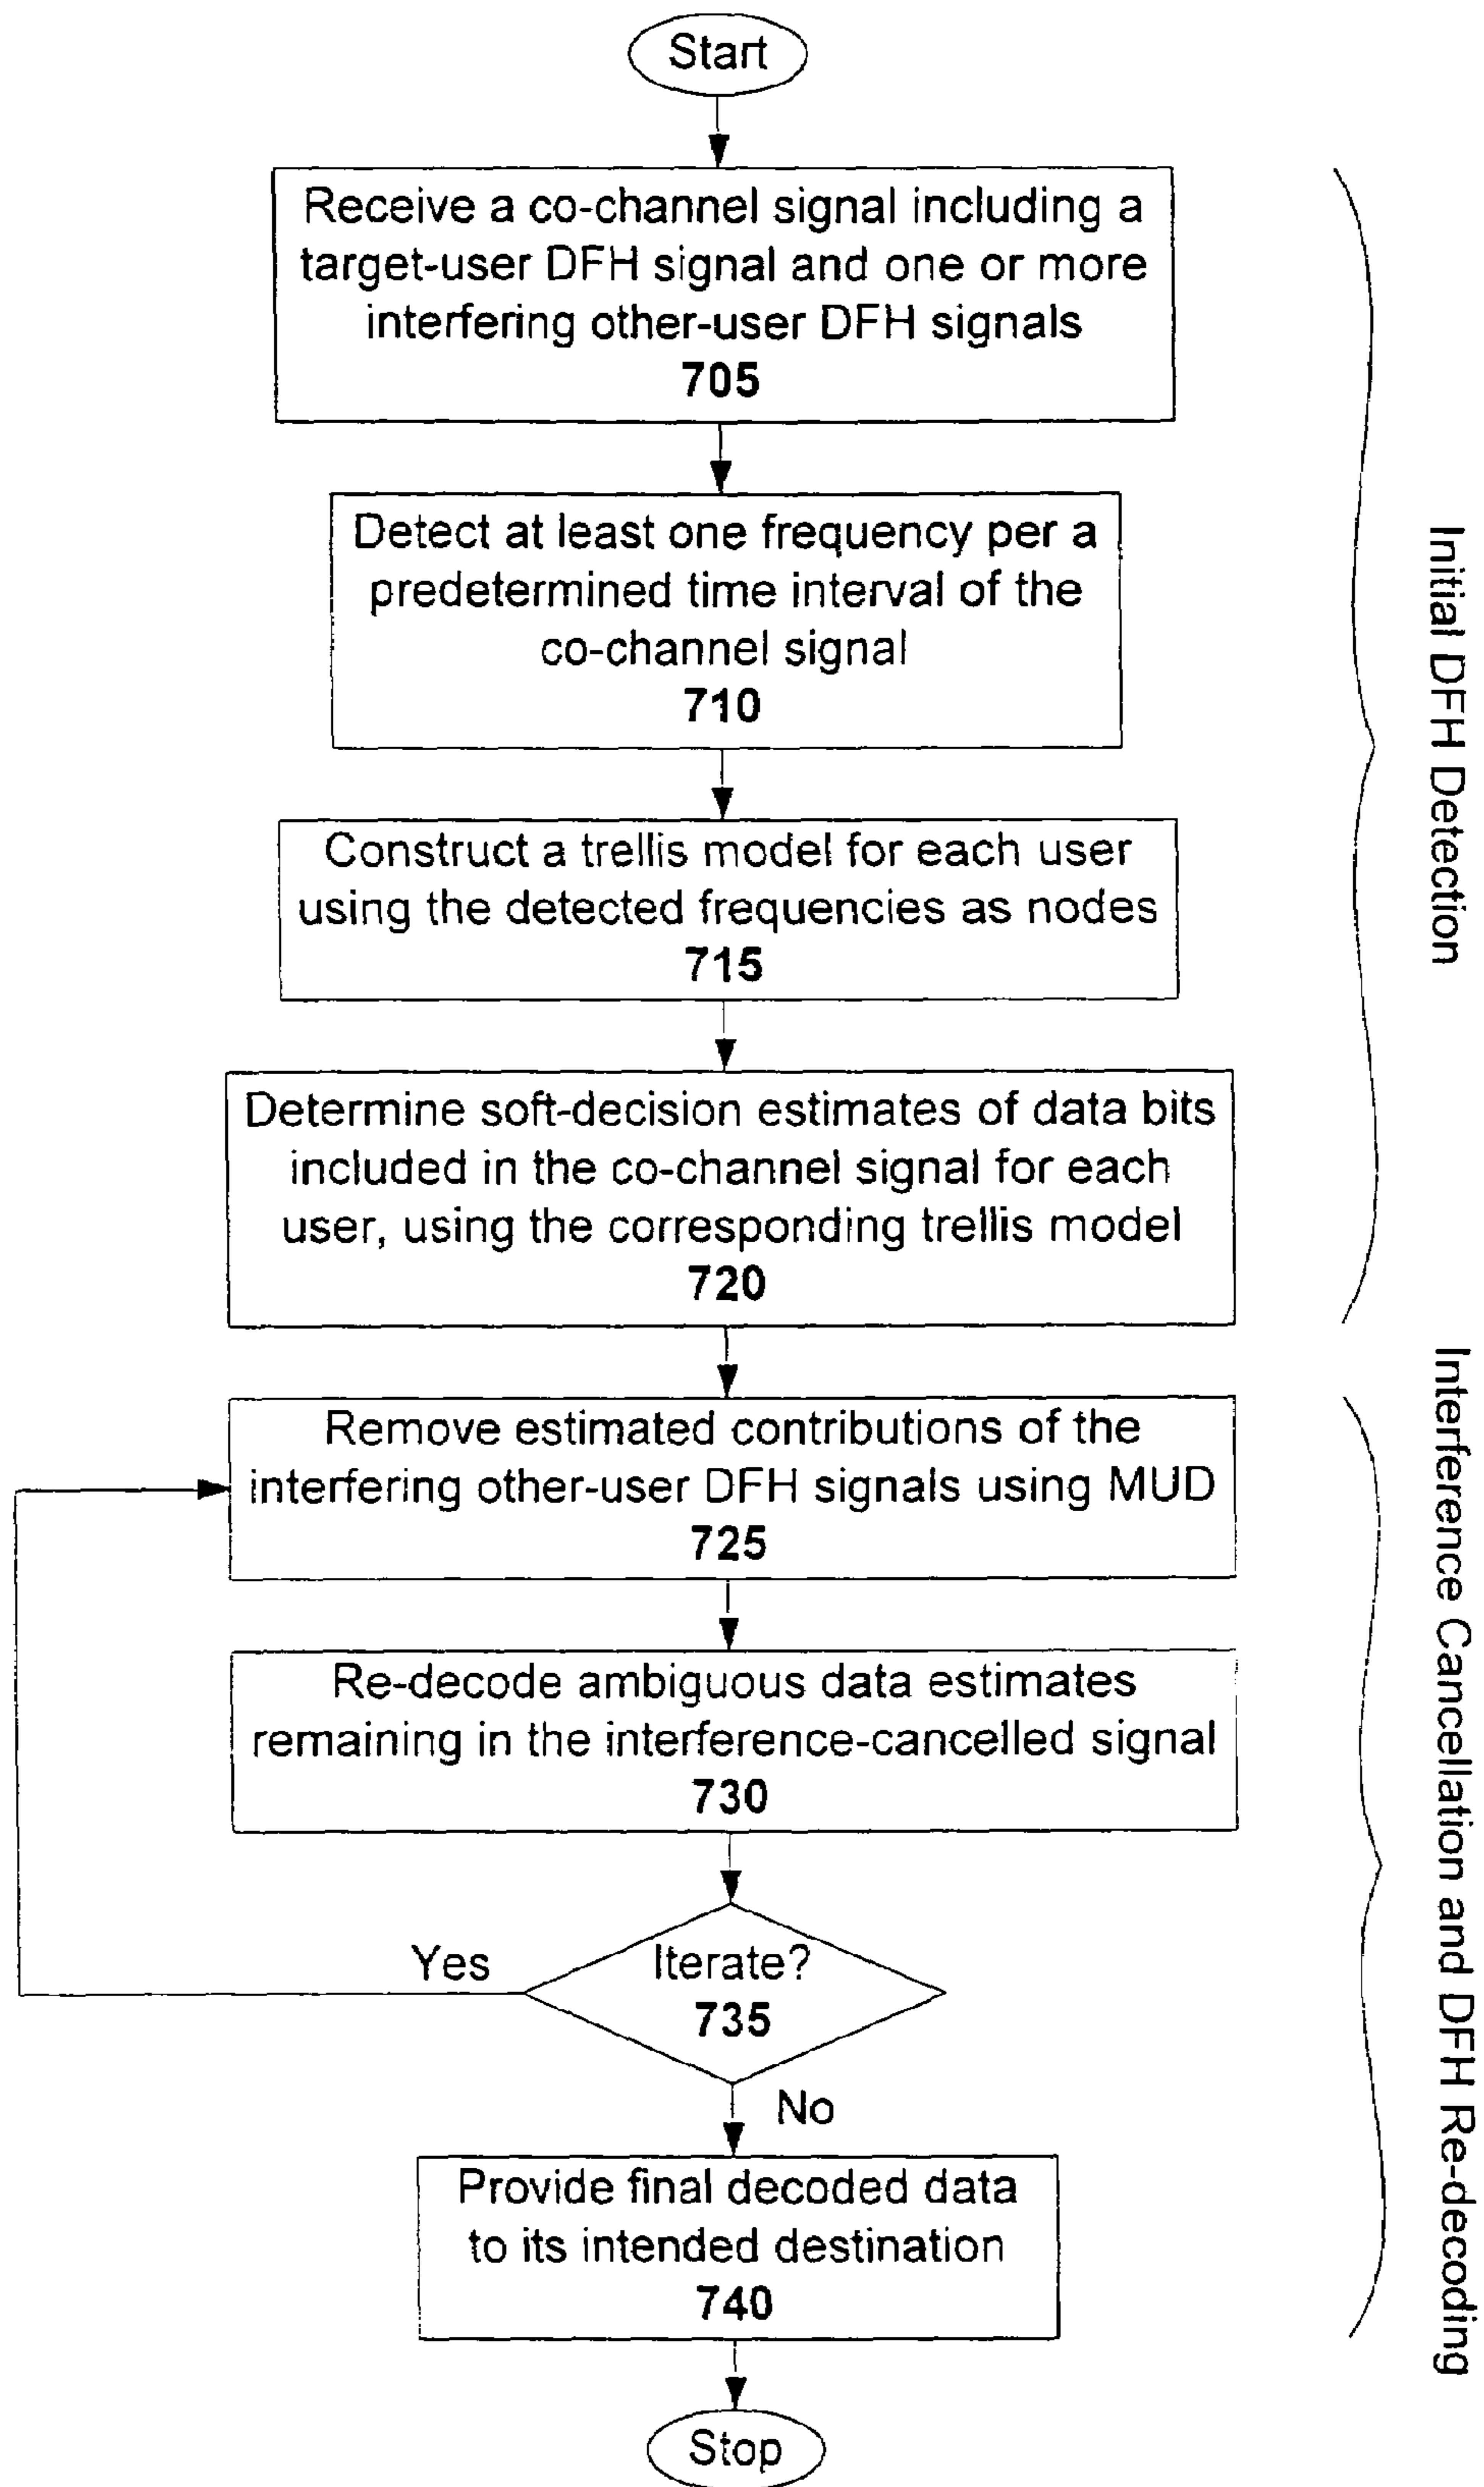 Start
Receive a co-channel signal including a
target-user DFH signal and one or more
interfering other-user DFH signals
705
Detect at least one frequency per a
predetermined time interval of the
co-channel signal
710
Construct a trellis model for each user
using the detected frequencies as nodes
715
Determine soft-decision estimates of data bits
included in the co-channel signal for each
user, using the corresponding trellis model
720
Initial DFH Detection
Remove estimated contributions of the
interfering other-user DFH signals using MUD
725
Re-decode ambiguous data estimates
remaining in the interference-cancelled signal
730
Iterate?
735
Yes
No
Provide final decoded data
to its intended destination
740
Interference Cancellation and DFH Re-decoding
Stop